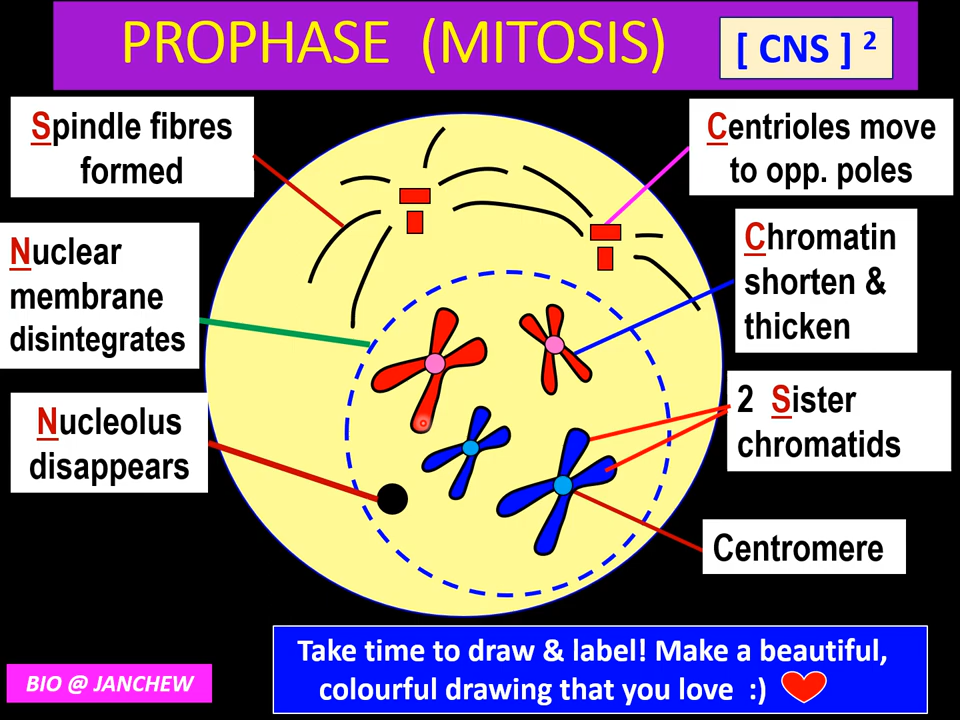 PROPHASE (MITOSIS)
[ CNS ] ²
Spindle fibres
formed
Centrioles move
to opp. poles
Nuclear
membrane
disintegrates
Chromatin
shorten &
thicken
Nucleolus
disappears
2 Sister
chromatids
Centromere
Take time to draw & label! Make a beautiful,
colourful drawing that you love :)
BIO @ JANCHEW